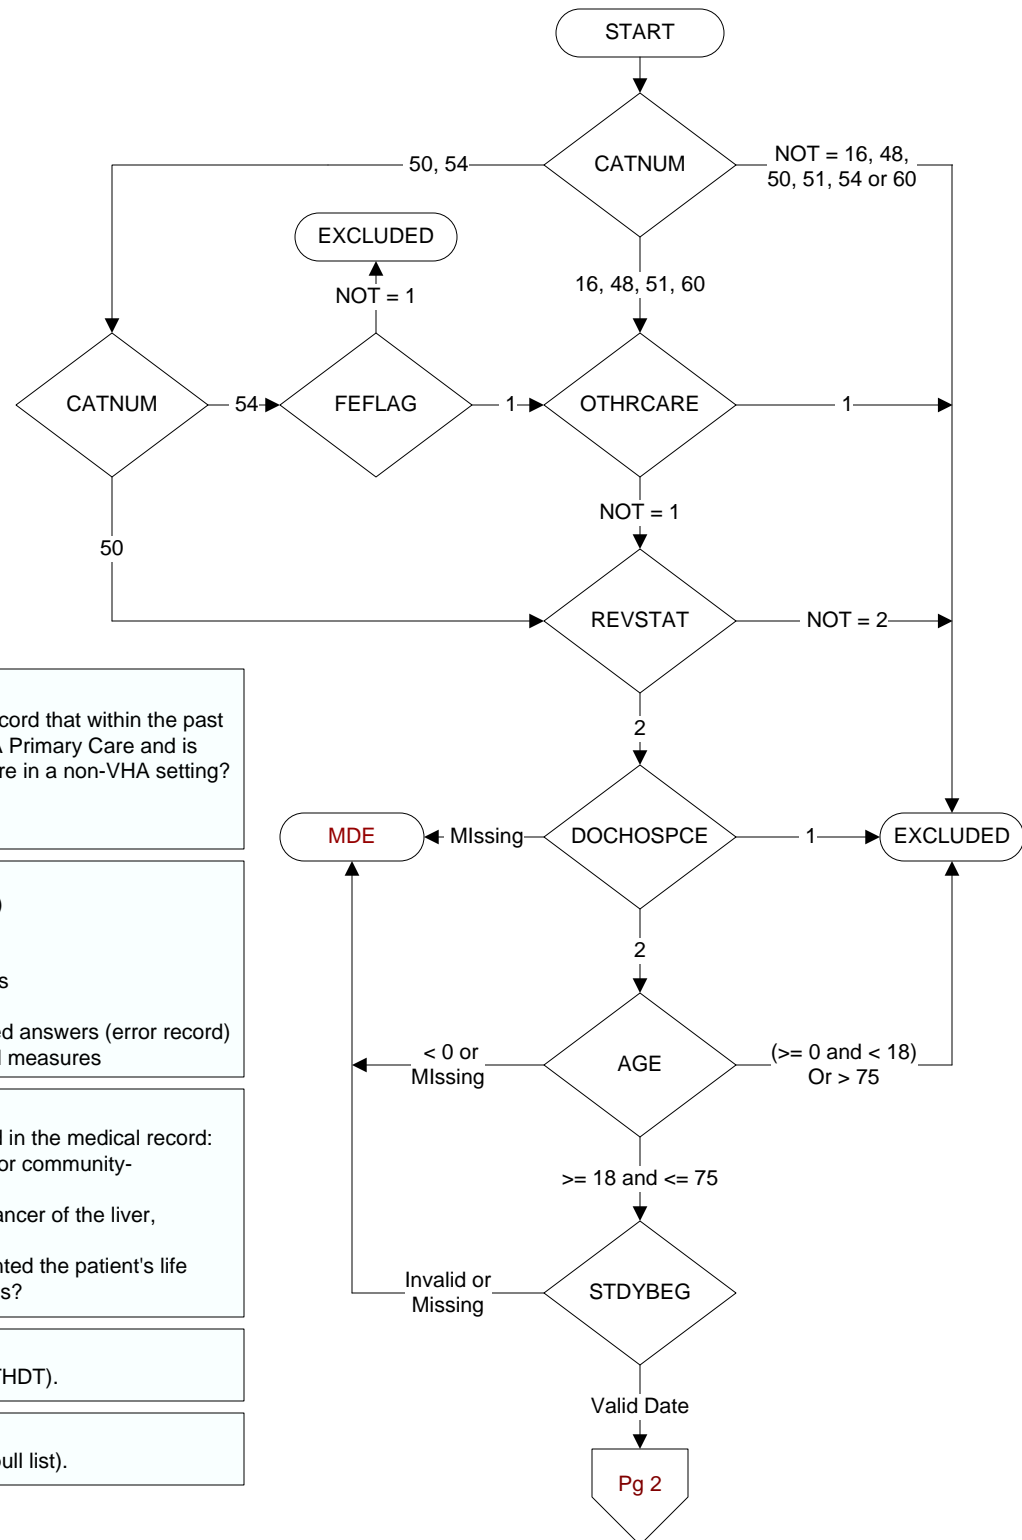 START
CATNUM
50, 54
NOT = 16, 48,
50, 51, 54 or 60
EXCLUDED
NOT = 1
16, 48, 51, 60
CATNUM
54
FEFLAG
1
OTHRCARE
1
NOT = 1
50
REVSTAT
NOT = 2
2
cord that within the past
Primary Care and is
re in a non-VHA setting?
MDE
MIssing
DOCHOSPCE
1
EXCLUDED
)
2
s
ed answers (error record)
measures
< 0 or
MIssing
AGE
(>= 0 and < 18)
Or > 75
in the medical record:
or community-
>= 18 and <= 75
ancer of the liver,
nted the patient's life
s?
Invalid or
Missing
STDYBEG
THDT).
Valid Date
oull list).
Pg 2